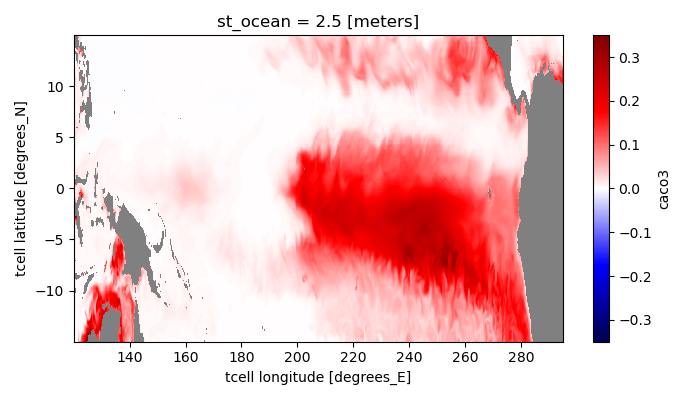 st_ocean = 2.5 [meters]
tcell latitude [degrees_N]
10
5
0
−5
−10
140 160 180 200 220 240 260 280
tcell longitude [degrees_E]
0.3
0.2
0.1
0.0
−0.1
−0.2
−0.3
caco3